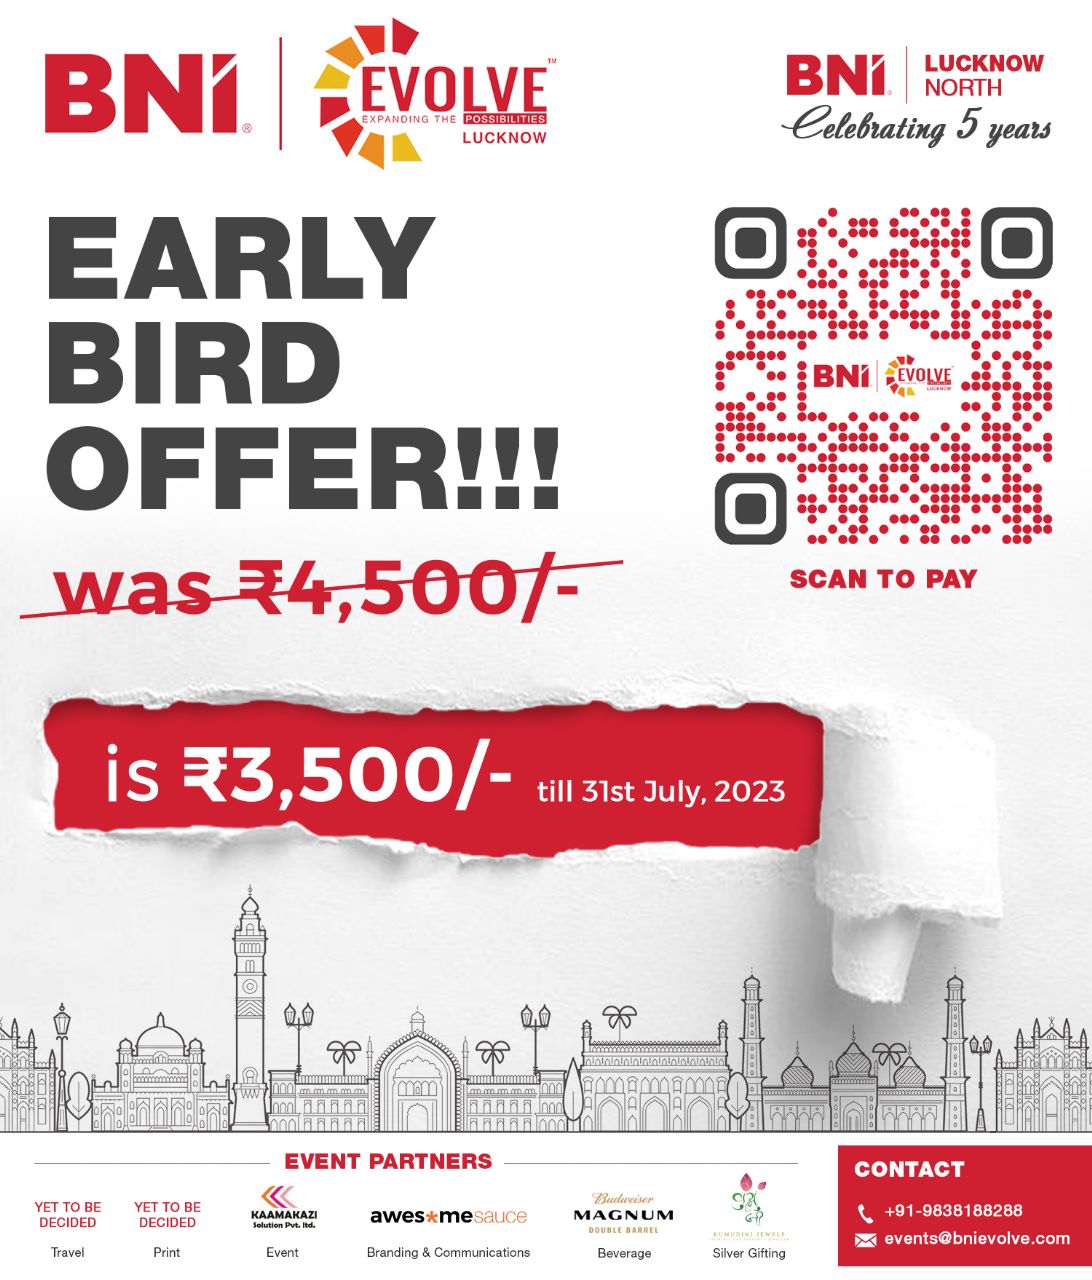 BNI
®
EVOLVE™
EXPANDING THE POSSIBILITIES
LUCKNOW
BNI
LUCKNOW
NORTH
Celebrating 5 years
EARLY
BIRD
OFFER!!!
BNI
EVOLVE
LUCKNOW
SCAN TO PAY
was ₹4,500/-
is ₹3,500/- till 31st July, 2023
EVENT PARTNERS
YET TO BE
DECIDED
Travel
YET TO BE
DECIDED
Print
KAAMAKAZI
Solution Pvt. ltd.
Event
awes*mesauce
Branding & Communications
Budweiser
MAGNUM
DOUBLE BARREL
Beverage
KUMUDINI JEWELS
Silver Gifting
CONTACT
+91-9838188288
events@bnievolve.com